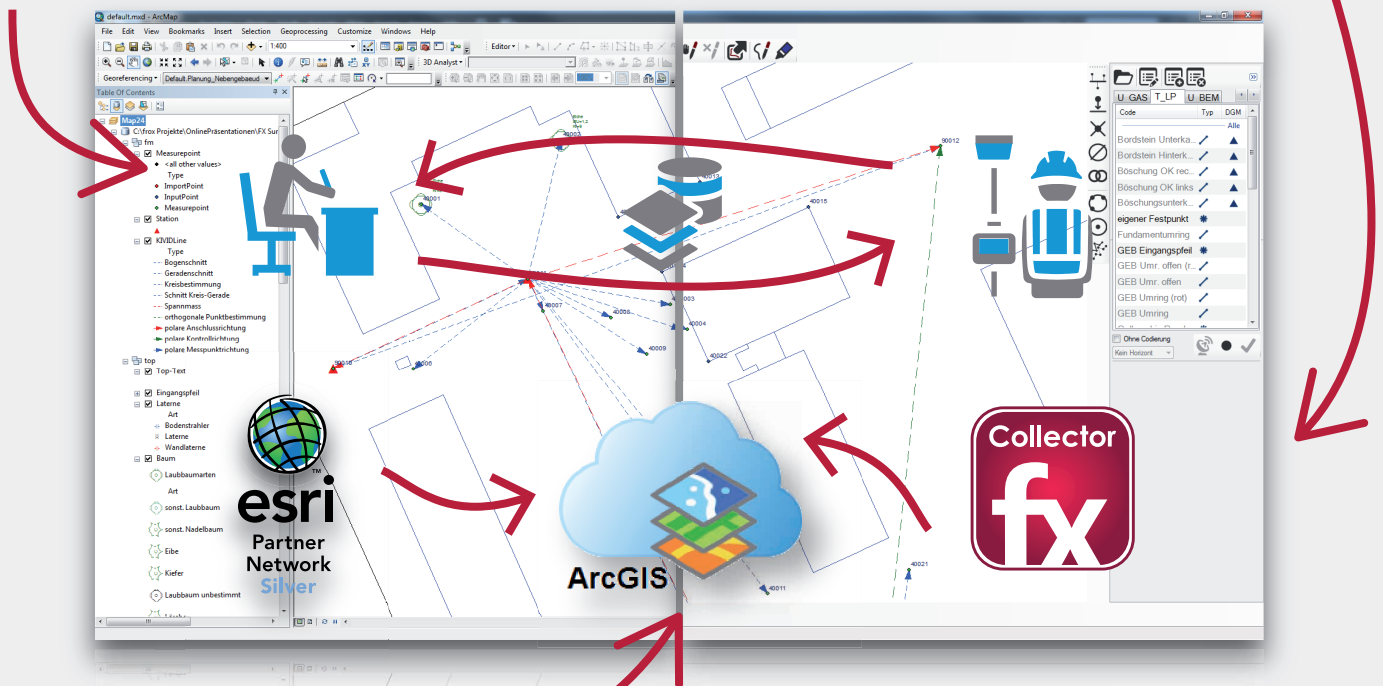 default.mxd - ArcMap
File Edit View Bookmarks Insert Selection Geoprocessing Customize Windows Help
1:400
Editor
3D Analyst
Georeferencing
Default.Planung_Nebengebaeud
Table Of Contents
Map24
C:\frox Projekte\OnlinePräsentationen\FX Sur
fm
Measurepoint
<all other values>
Type
ImportPoint
InputPoint
Measurepoint
Station
KIVIDLine
Type
Bogenschnitt
Geradenschnitt
Kreisbestimmung
Schnitt Kreis-Gerade
Spannmass
orthogonale Punktbestimmung
polare Anschlussrichtung
polare Kontrollrichtung
polare Messpunktrichtung
top
Top-Text
Eingangspfeil
Laterne
Art
Bodenstrahler
Laterne
Wandlaterne
Baum
Laubbaumarten
Art
sonst. Laubbaum
sonst. Nadelbaum
Eibe
Kiefer
Laubbaum unbestimmt
40002
40001
40007
40008
40009
40006
90010
40003
40004
40022
40015
90012
40011
40021
esri
TM
Partner
Network
Silver
ArcGIS
Collector
fx
U_GAS T_LP U_BEM
Code Typ DGM
Alle
Bordstein Unterka...
Bordstein Hinterk...
Böschung OK rec...
Böschung OK links
Böschungsunterk...
eigener Festpunkt
Fundamentumring
GEB Eingangspfeil
GEB Umr. offen (r...
GEB Umr. offen
GEB Umring (rot)
GEB Umring
Ohne Codierung
Kein Horizont